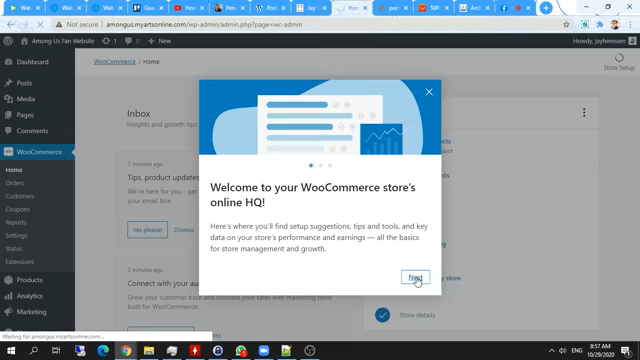 Not secure
amongus.myartsonline.com/wp-admin/admin.php?page=wc-admin
Among Us Fan Website
0
New
Howdy, jayhemsam
Dashboard
Posts
Media
Pages
Comments
WooCommerce
Home
Orders
Customers
Coupons
Reports
Settings
Status
Extensions
Products
Analytics
Marketing
WooCommerce / Home
Store Setup
Inbox
Insights and growth tips
3 minutes ago
Tips, product updates
We're here for you - get
your email box
Yes please!
Dismiss
3 minutes ago
Connect with your au
Grow your customer base and increase your sales with marketing tools
built for WooCommerce.
Welcome to your WooCommerce store's
online HQ!
Here's where you'll find setup suggestions, tips and tools, and key
data on your store's performance and earnings — all the basics
for store management and growth.
Next
Store details
Waiting for amongus.myartsonline.com...
ENG
8:57 AM
10/29/2020